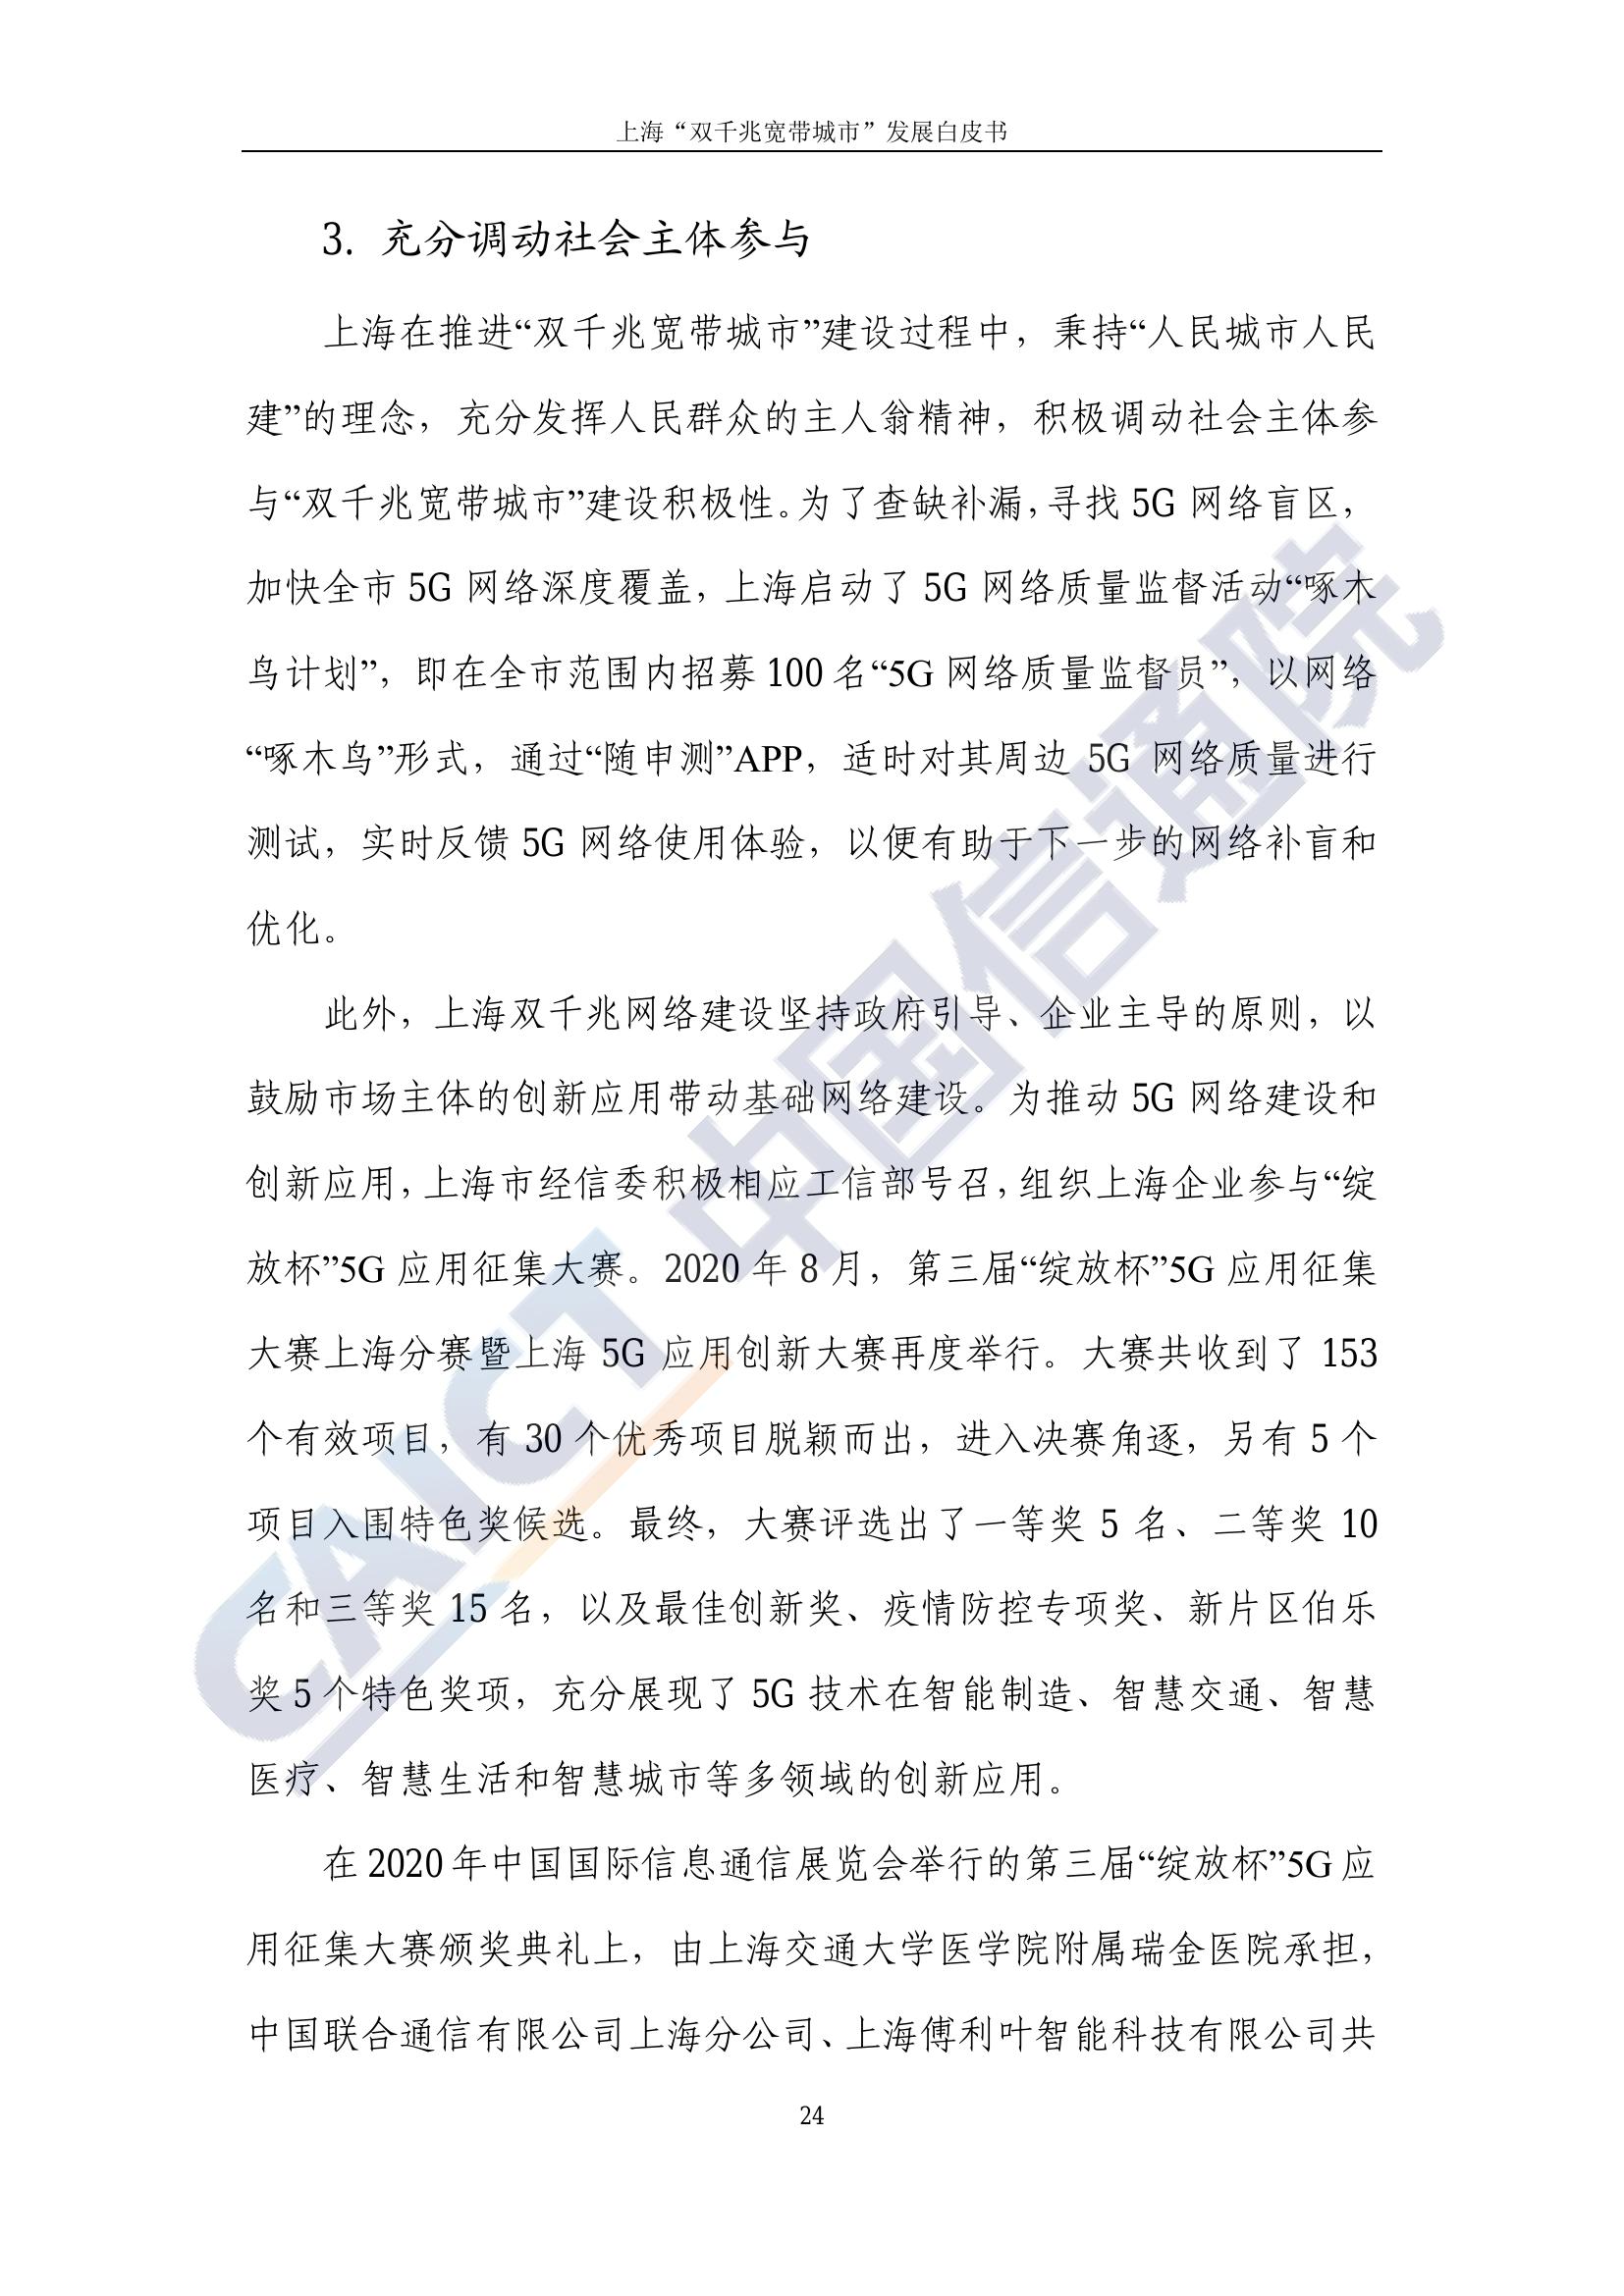 上海“双千兆宽带城市”发展白皮书
3. 充分调动社会主体参与
上海在推进“双千兆宽带城市”建设过程中，秉持“人民城市人民
建”的理念，充分发挥人民群众的主人翁精神，积极调动社会主体参
与“双千兆宽带城市”建设积极性。为了查缺补漏，寻找 5G 网络盲区，
加快全市 5G 网络深度覆盖，上海启动了 5G 网络质量监督活动“啄木
鸟计划”，即在全市范围内招募 100 名“5G 网络质量监督员”，以网络
“啄木鸟”形式，通过“随申测”APP，适时对其周边 5G 网络质量进行
测试，实时反馈 5G 网络使用体验，以便有助于下一步的网络补盲和
优化。
此外，上海双千兆网络建设坚持政府引导、企业主导的原则，以
鼓励市场主体的创新应用带动基础网络建设。为推动 5G 网络建设和
创新应用，上海市经信委积极相应工信部号召，组织上海企业参与“绽
放杯”5G 应用征集大赛。2020 年 8 月，第三届“绽放杯”5G 应用征集
大赛上海分赛暨上海 5G 应用创新大赛再度举行。大赛共收到了 153
个有效项目，有 30 个优秀项目脱颖而出，进入决赛角逐，另有 5 个
项目入围特色奖候选。最终，大赛评选出了一等奖 5 名、二等奖 10
名和三等奖 15 名，以及最佳创新奖、疫情防控专项奖、新片区伯乐
奖 5 个特色奖项，充分展现了 5G 技术在智能制造、智慧交通、智慧
医疗、智慧生活和智慧城市等多领域的创新应用。
在 2020 年中国国际信息通信展览会举行的第三届“绽放杯”5G 应
用征集大赛颁奖典礼上，由上海交通大学医学院附属瑞金医院承担，
中国联合通信有限公司上海分公司、上海傅利叶智能科技有限公司共
24
CAICT 中国信通院